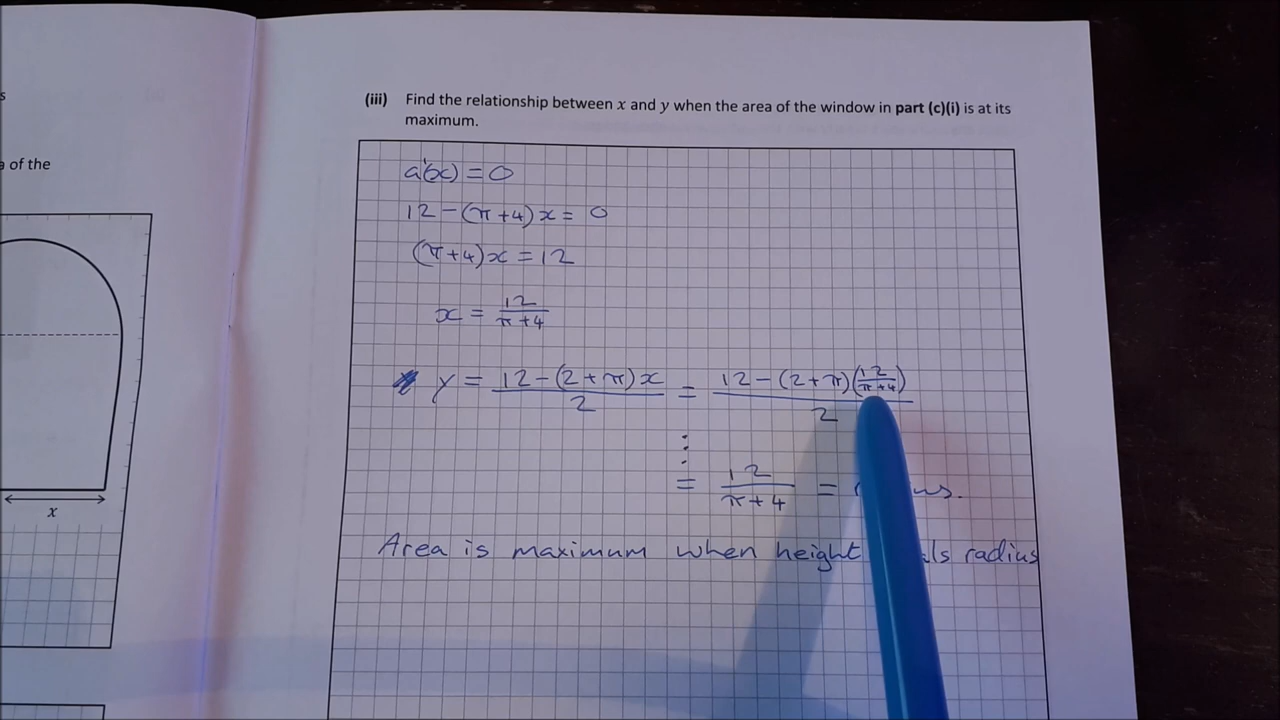 s
a of the
x
(iii) Find the relationship between x and y when the area of the window in part (c)(i) is at its
maximum.
a'(x) = 0
12 - (π + 4) x = 0
(π + 4) x = 12
x = 12/(π + 4)
y = (12 - (2 + π) x)/2 = (12 - (2 + π)(12/(π + 4)))/2
⋮
= 12/(π + 4) =
Area is maximum when height radius